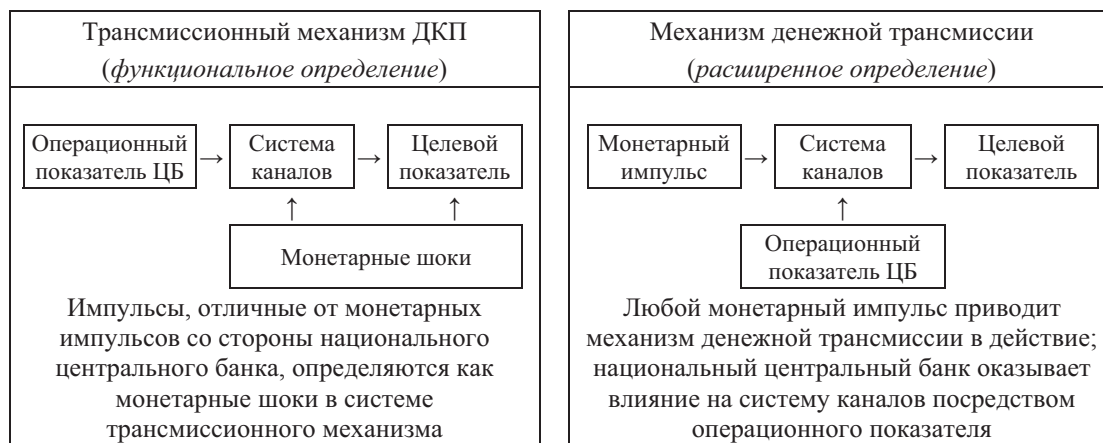 Трансмиссионный механизм ДКП
(функциональное определение)
Операционный
показатель ЦБ
→
Система
каналов
→
Целевой
показатель
↑
↑
Монетарные шоки
Импульсы, отличные от монетарных
импульсов со стороны национального
центрального банка, определяются как
монетарные шоки в системе
трансмиссионного механизма
Механизм денежной трансмиссии
(расширенное определение)
Монетарный
импульс
→
Система
каналов
→
Целевой
показатель
↑
Операционный
показатель ЦБ
Любой монетарный импульс приводит
механизм денежной трансмиссии в действие;
национальный центральный банк оказывает
влияние на систему каналов посредством
операционного показателя